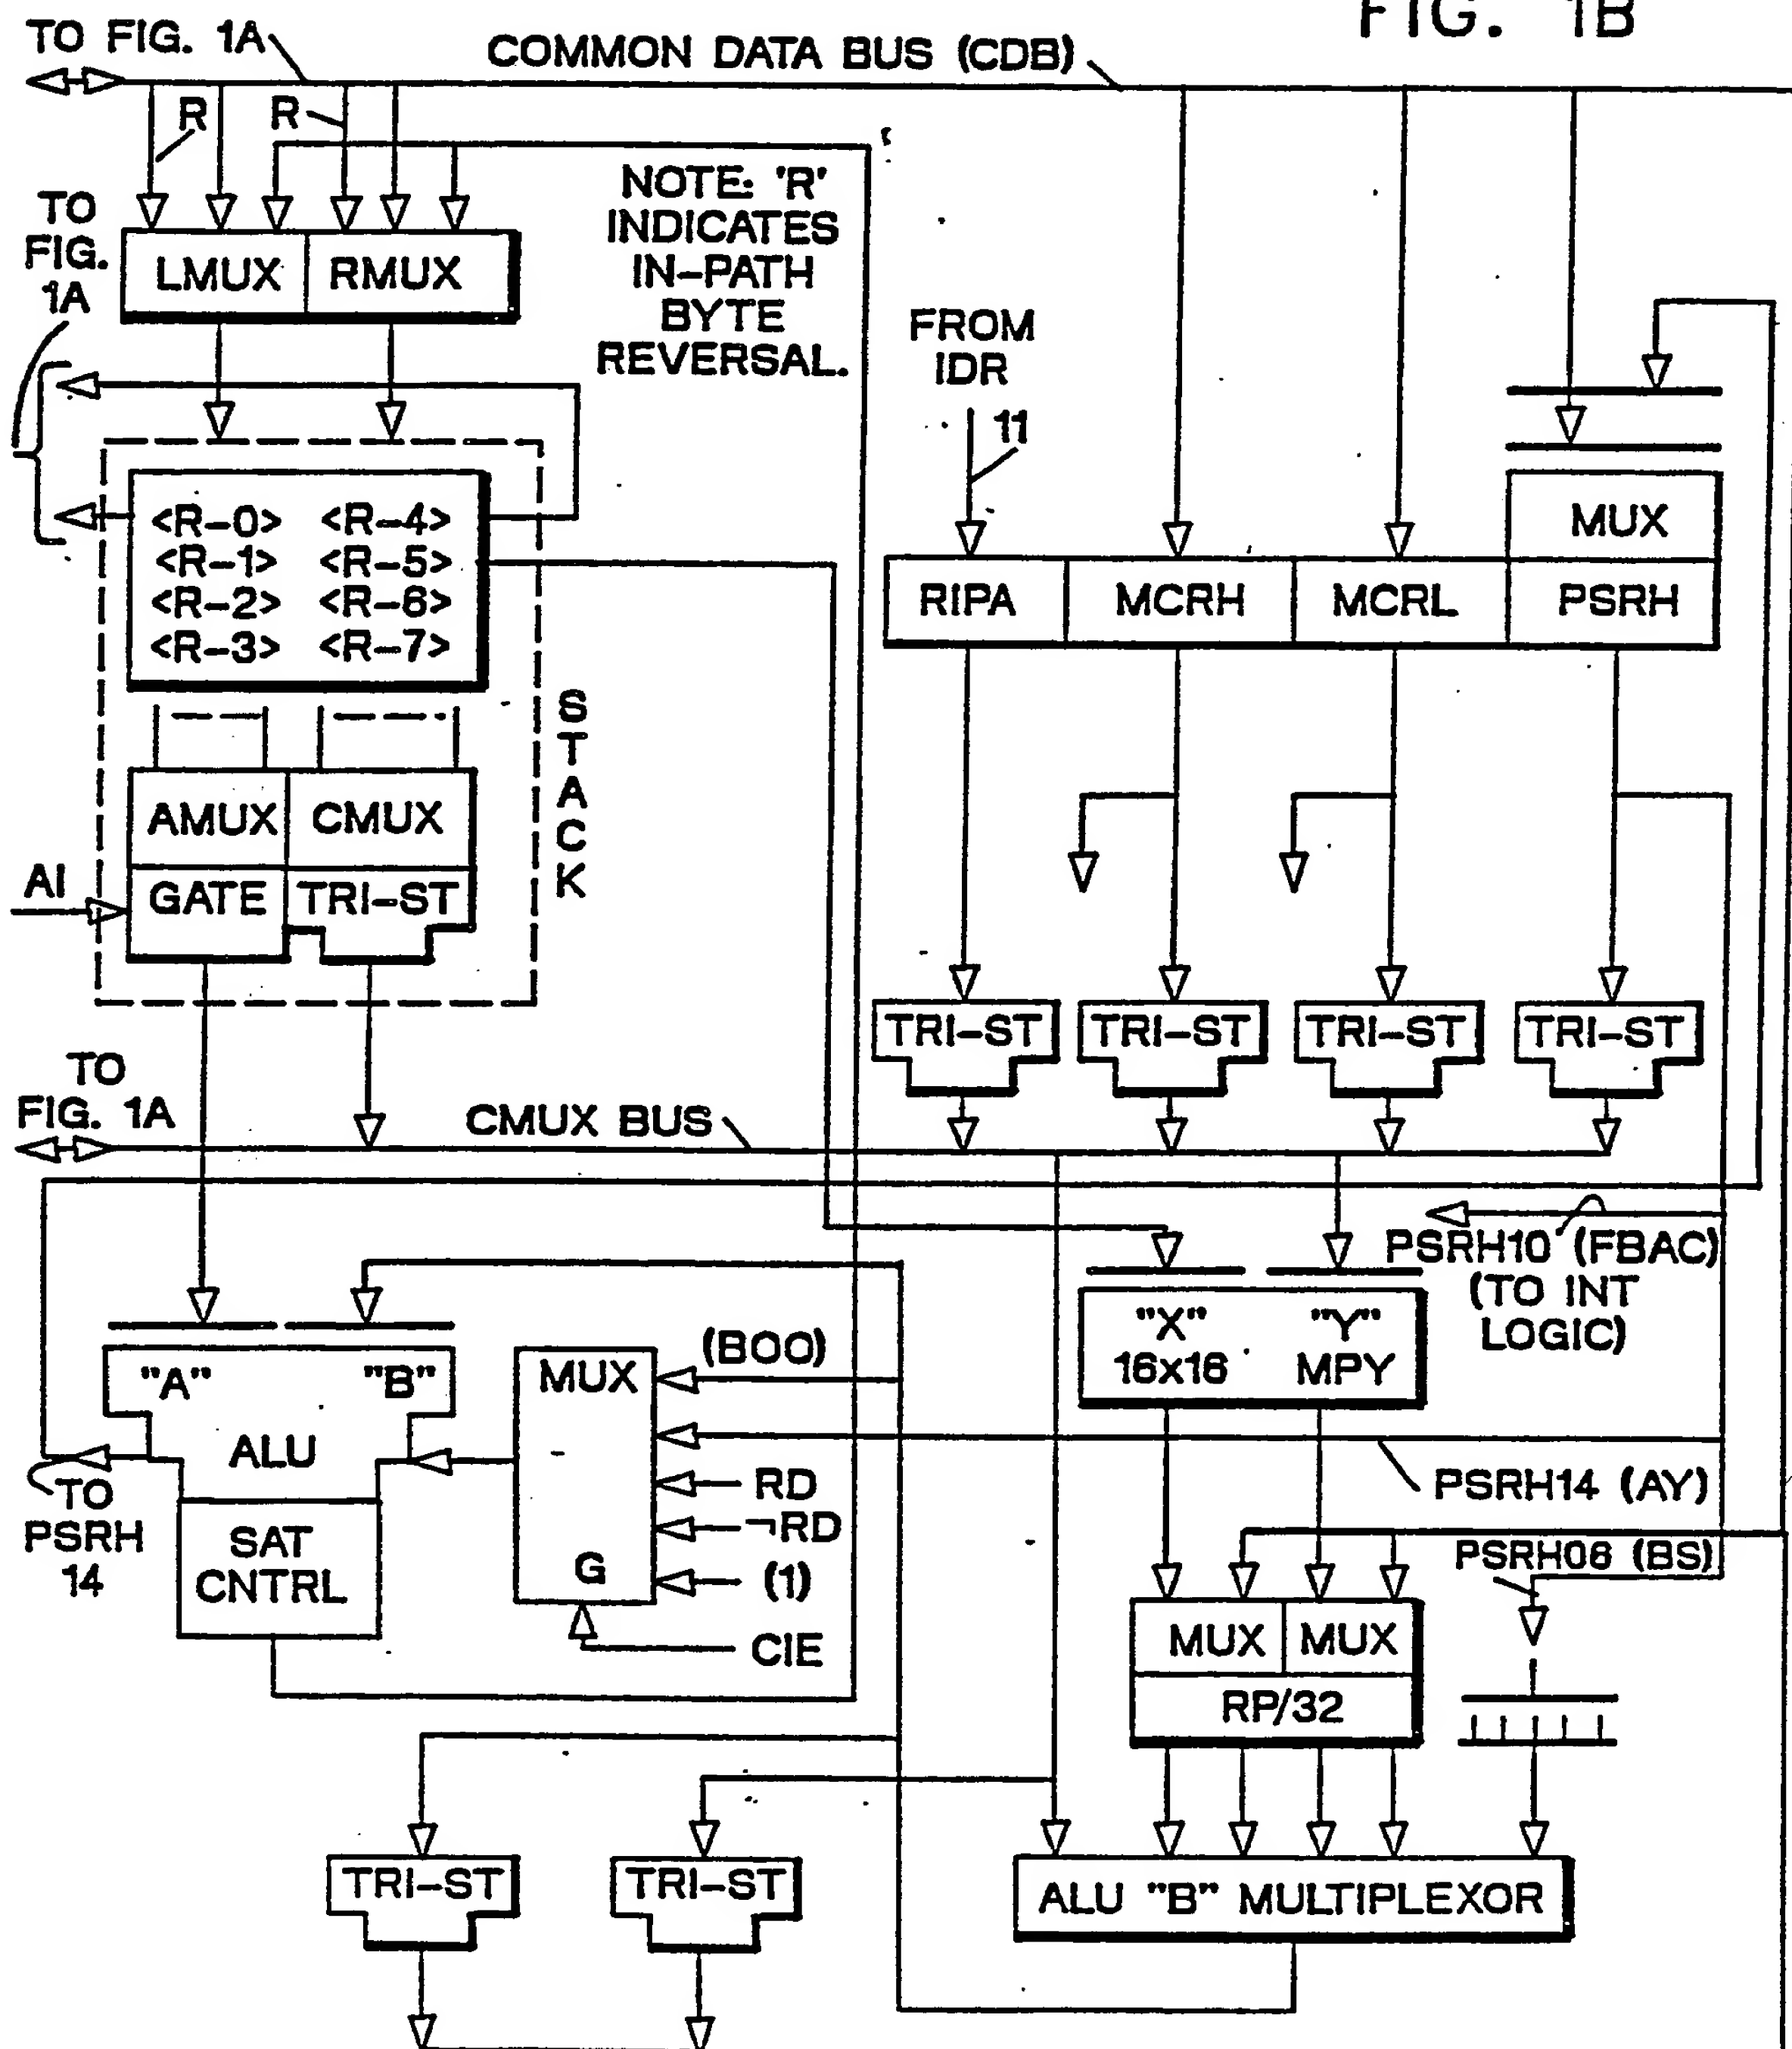 FIG. 1B
TO FIG. 1A
COMMON DATA BUS (CDB)
R
R
NOTE: 'R'
INDICATES
IN-PATH
BYTE
REVERSAL.
TO
FIG.
1A
LMUX
RMUX
FROM
IDR
11
<R-0> <R-4>
<R-1> <R-5>
<R-2> <R-6>
<R-3> <R-7>
MUX
RIPA
MCRH
MCRL
PSRH
STACK
AMUX
CMUX
AI
GATE
TRI-ST
TRI-ST
TRI-ST
TRI-ST
TRI-ST
TO
FIG. 1A
CMUX BUS
PSRH10 (FBAC)
(TO INT
LOGIC)
"X"
"Y"
16x16
MPY
"A"
"B"
ALU
MUX
(BOO)
RD
¬RD
G
(1)
CIE
TO
PSRH
14
SAT
CNTRL
PSRH14 (AY)
PSRH06 (BS)
MUX
MUX
RP/32
TRI-ST
TRI-ST
ALU "B" MULTIPLEXOR